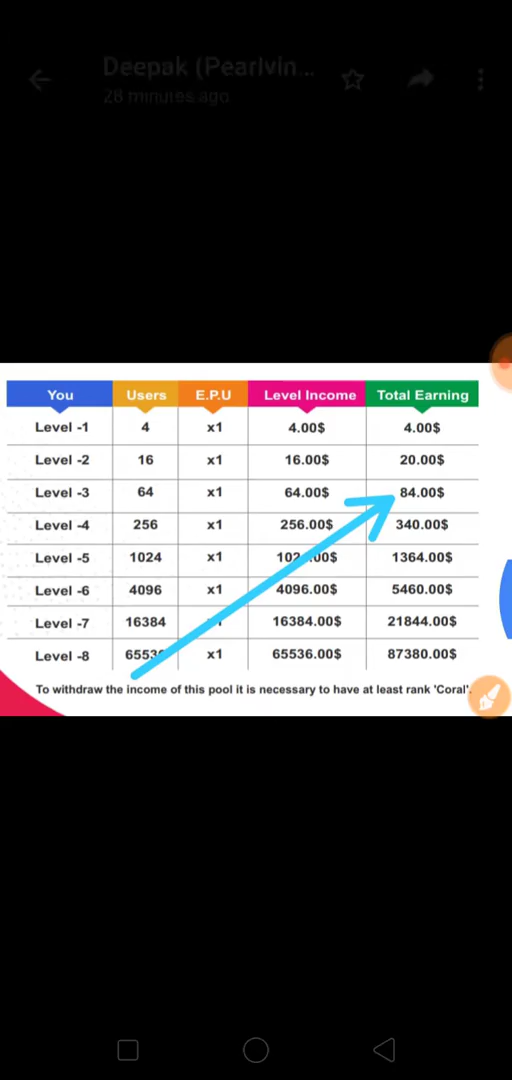 Deepak (Pearlvin...
28 minutes ago
You Users E.P.U Level Income Total Earning
Level -1 4 x1 4.00$ 4.00$
Level -2 16 x1 16.00$ 20.00$
Level -3 64 x1 64.00$ 84.00$
Level -4 256 x1 256.00$ 340.00$
Level -5 1024 x1 1364.00$
Level -6 4096 x1 4096.00$ 5460.00$
Level -7 16384 16384.00$ 21844.00$
Level -8 x1 65536.00$ 87380.00$
To withdraw the income of this pool it is necessary to have at least rank 'Coral'.